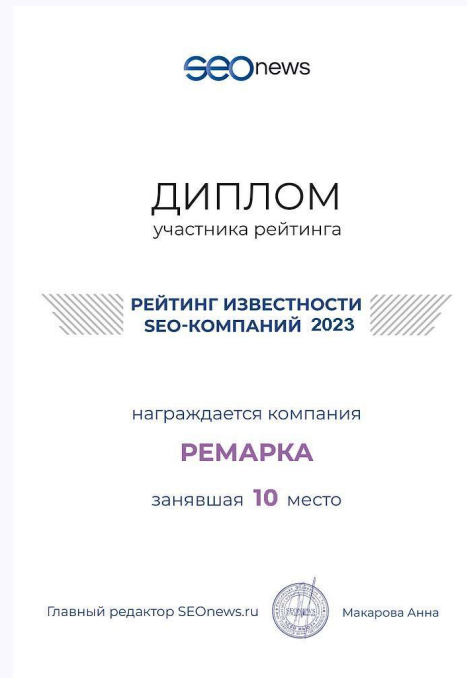 SEOnews
ДИПЛОМ
участника рейтинга
РЕЙТИНГ ИЗВЕСТНОСТИ
SEO-КОМПАНИЙ 2023
награждается компания
РЕМАРКА
занявшая 10 место
Главный редактор SEOnews.ru
SEONEWS
Макарова Анна